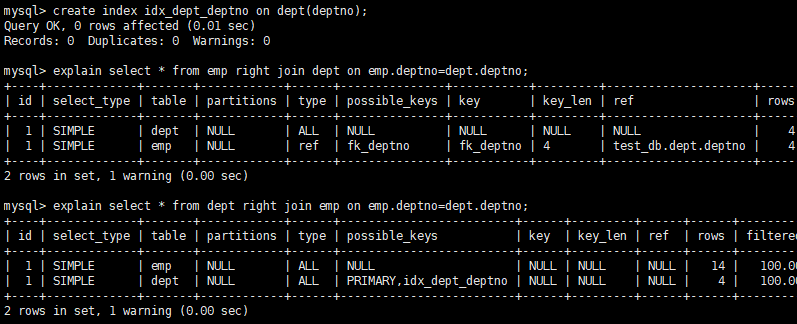 mysql> create index idx_dept_deptno on dept(deptno);
Query OK, 0 rows affected (0.01 sec)
Records: 0  Duplicates: 0  Warnings: 0

mysql> explain select * from emp right join dept on emp.deptno=dept.deptno;
+----+-------------+-------+------------+------+---------------+-----------+---------+---------------------+------
| id | select_type | table | partitions | type | possible_keys | key       | key_len | ref                 | rows
+----+-------------+-------+------------+------+---------------+-----------+---------+---------------------+------
|  1 | SIMPLE      | dept  | NULL       | ALL  | NULL          | NULL      | NULL    | NULL                |    4
|  1 | SIMPLE      | emp   | NULL       | ref  | fk_deptno     | fk_deptno | 4       | test_db.dept.deptno |    4
+----+-------------+-------+------------+------+---------------+-----------+---------+---------------------+------
2 rows in set, 1 warning (0.00 sec)

mysql> explain select * from dept right join emp on emp.deptno=dept.deptno;
+----+-------------+-------+------------+------+-------------------------+------+---------+------+------+---------
| id | select_type | table | partitions | type | possible_keys           | key  | key_len | ref  | rows | filtered
+----+-------------+-------+------------+------+-------------------------+------+---------+------+------+---------
|  1 | SIMPLE      | emp   | NULL       | ALL  | NULL                    | NULL | NULL    | NULL |   14 |   100.00
|  1 | SIMPLE      | dept  | NULL       | ALL  | PRIMARY,idx_dept_deptno | NULL | NULL    | NULL |    4 |   100.00
+----+-------------+-------+------------+------+-------------------------+------+---------+------+------+---------
2 rows in set, 1 warning (0.00 sec)